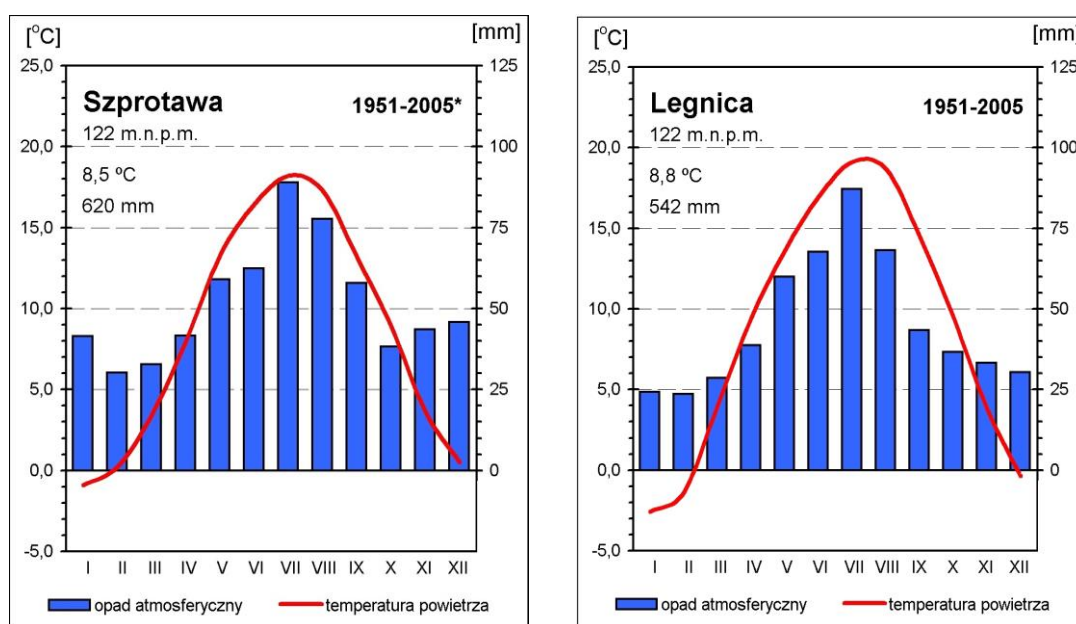 [°C] [mm]
25,0 125
Szprotawa 1951-2005*
122 m.n.p.m.
20,0 100
8,5 ºC
620 mm
15,0 75
10,0 50
5,0 25
0,0 0
-5,0
I II III IV V VI VII VIII IX X XI XII
opad atmosferyczny temperatura powietrza
[°C] [mm]
25,0 125
Legnica 1951-2005
122 m.n.p.m.
20,0 100
8,8 ºC
542 mm
15,0 75
10,0 50
5,0 25
0,0 0
-5,0
I II III IV V VI VII VIII IX X XI XII
opad atmosferyczny temperatura powietrza